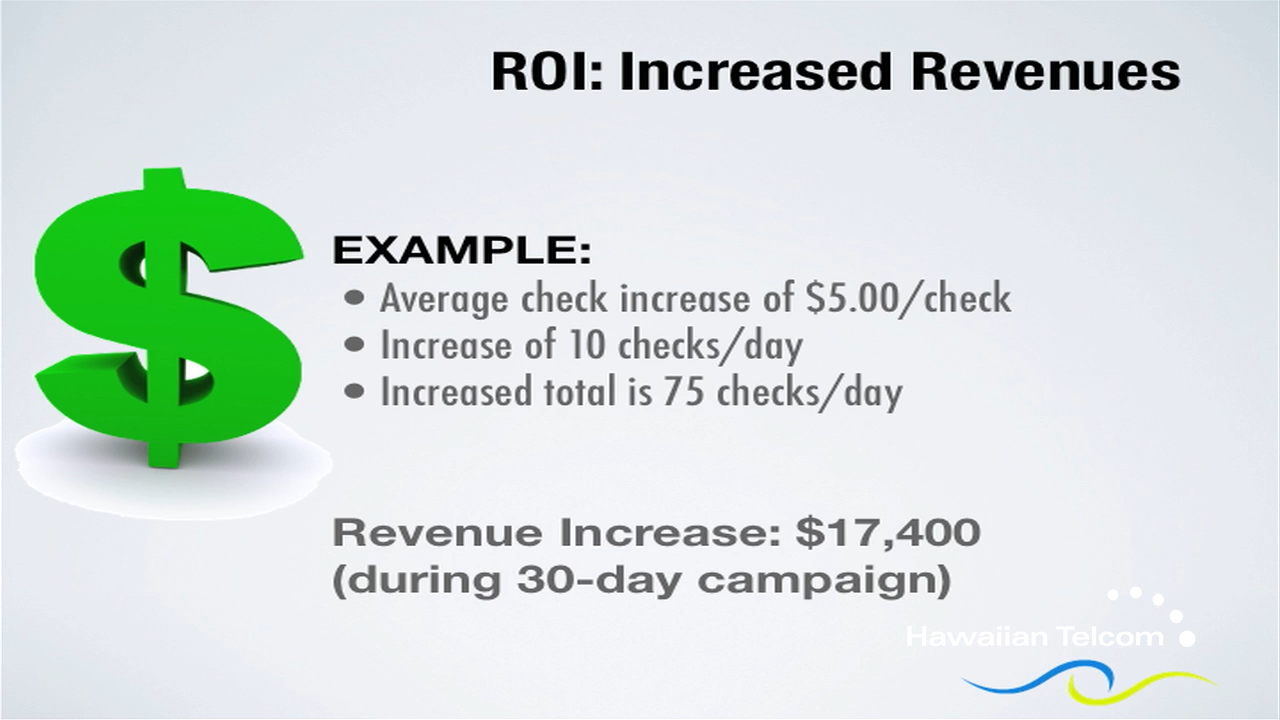 ROI: Increased Revenues
EXAMPLE:
• Average check increase of $5.00/check
• Increase of 10 checks/day
• Increased total is 75 checks/day
Revenue Increase: $17,400
(during 30-day campaign)
Hawaiian Telcom